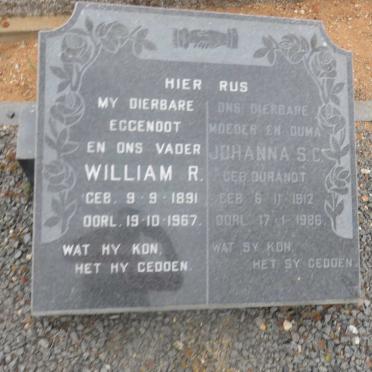 HIER RUS
MY DIERBARE
EGGENOOT
EN ONS VADER
WILLIAM R.
GEB. 9-9-1891
OORL. 19-10-1967.
WAT HY KON,
HET HY GEDOEN.
ONS DIERBARE
MOEDER EN OUMA
JOHANNA S.C.
GEB. DURANDT
GEB. 6-11-1912
OORL. 17-1-1986.
WAT SY KON,
HET SY GEDOEN.